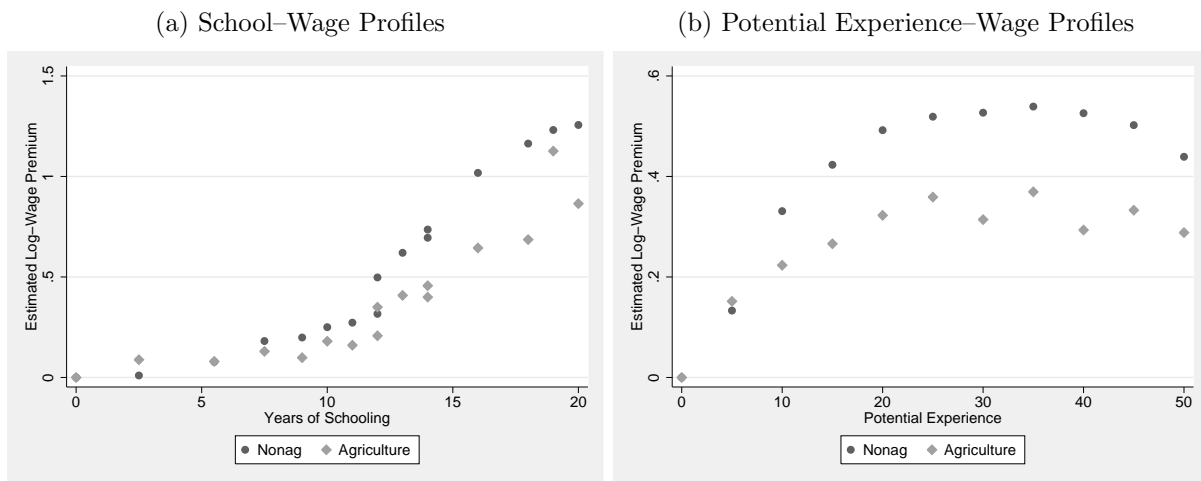 (a) School–Wage Profiles
Estimated Log–Wage Premium
1.5
1
.5
0
0 5 10 15 20
Years of Schooling
Nonag Agriculture
(b) Potential Experience–Wage Profiles
Estimated Log–Wage Premium
.6
.4
.2
0
0 10 20 30 40 50
Potential Experience
Nonag Agriculture